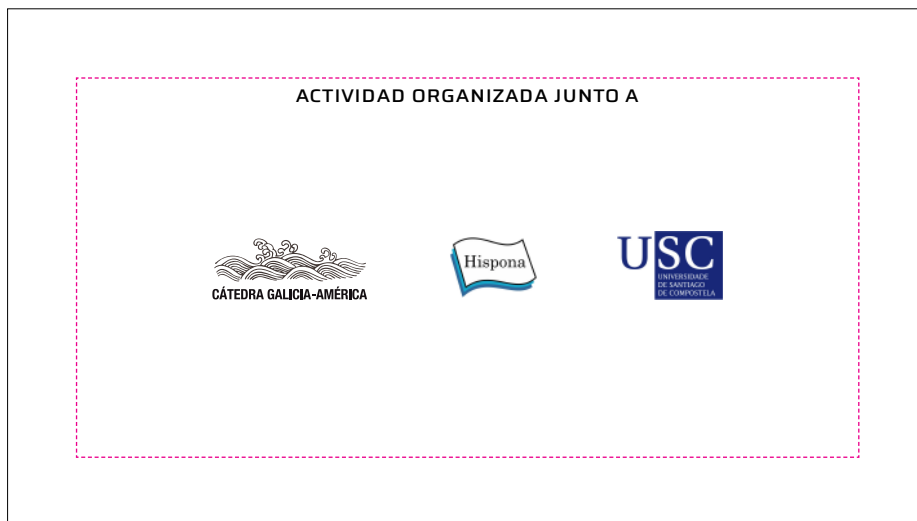 ACTIVIDAD ORGANIZADA JUNTO A
CÁTEDRA GALICIA-AMÉRICA
Hispona
USC
UNIVERSIDADE
DE SANTIAGO
DE COMPOSTELA